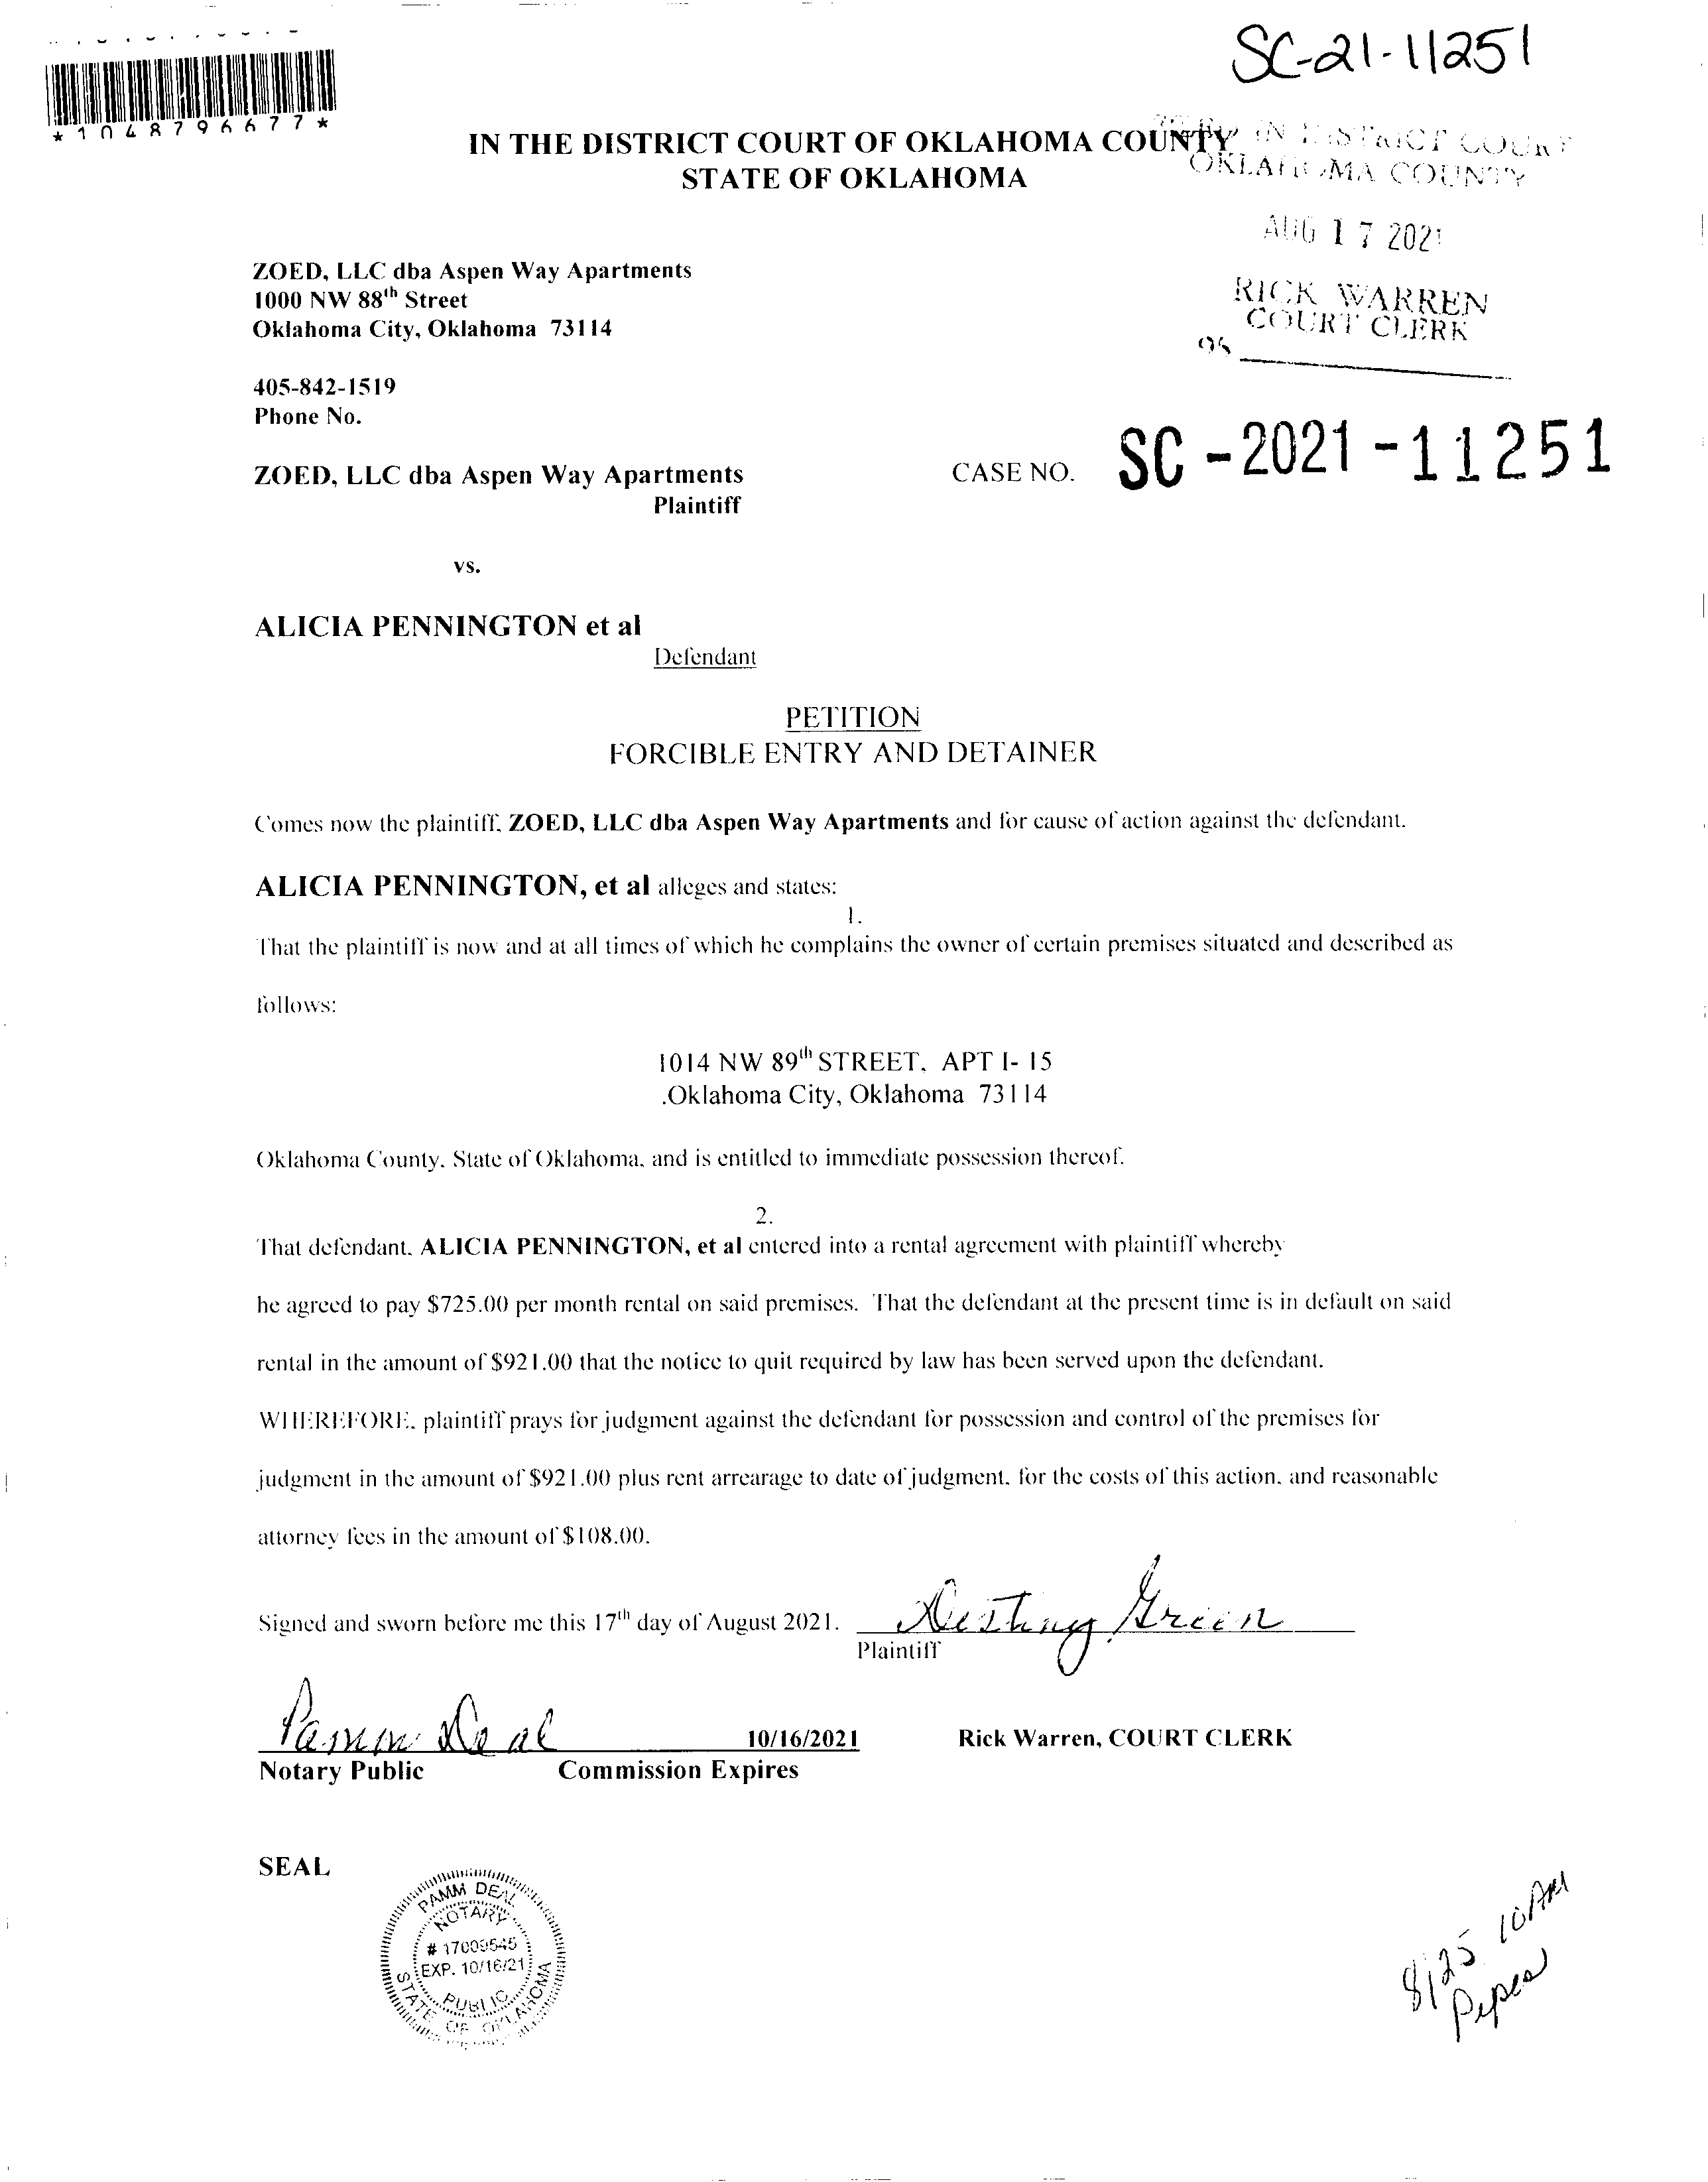 SC-21-11251
*1048796677*
IN THE DISTRICT COURT OF OKLAHOMA COUNTY
STATE OF OKLAHOMA
IN DISTRICT COURT
OKLAHOMA COUNTY
AUG 17 2021
RICK WARREN
COURT CLERK
ZOED, LLC dba Aspen Way Apartments
1000 NW 88th Street
Oklahoma City, Oklahoma 73114
405-842-1519
Phone No.
ZOED, LLC dba Aspen Way Apartments
Plaintiff
CASE NO. SC-2021-11251
vs.
ALICIA PENNINGTON et al
Defendant
PETITION
FORCIBLE ENTRY AND DETAINER
Comes now the plaintiff, ZOED, LLC dba Aspen Way Apartments and for cause of action against the defendant.
ALICIA PENNINGTON, et al alleges and states:
1.
That the plaintiff is now and at all times of which he complains the owner of certain premises situated and described as
follows:
1014 NW 89th STREET, APT I- 15
.Oklahoma City, Oklahoma 73114
Oklahoma County, State of Oklahoma, and is entitled to immediate possession thereof.
2.
That defendant, ALICIA PENNINGTON, et al entered into a rental agreement with plaintiff whereby
he agreed to pay $725.00 per month rental on said premises. That the defendant at the present time is in default on said
rental in the amount of $921.00 that the notice to quit required by law has been served upon the defendant.
WHEREFORE, plaintiff prays for judgment against the defendant for possession and control of the premises for
judgment in the amount of $921.00 plus rent arrearage to date of judgment, for the costs of this action, and reasonable
attorney fees in the amount of $108.00.
Signed and sworn before me this 17th day of August 2021. Destiny Green
Plaintiff
Pamm Deal 10/16/2021 Rick Warren, COURT CLERK
Notary Public Commission Expires
SEAL
PAMM DEAL
NOTARY
# 17009545
EXP. 10/16/21
PUBLIC
STATE OF OKLAHOMA
8/25 10AM